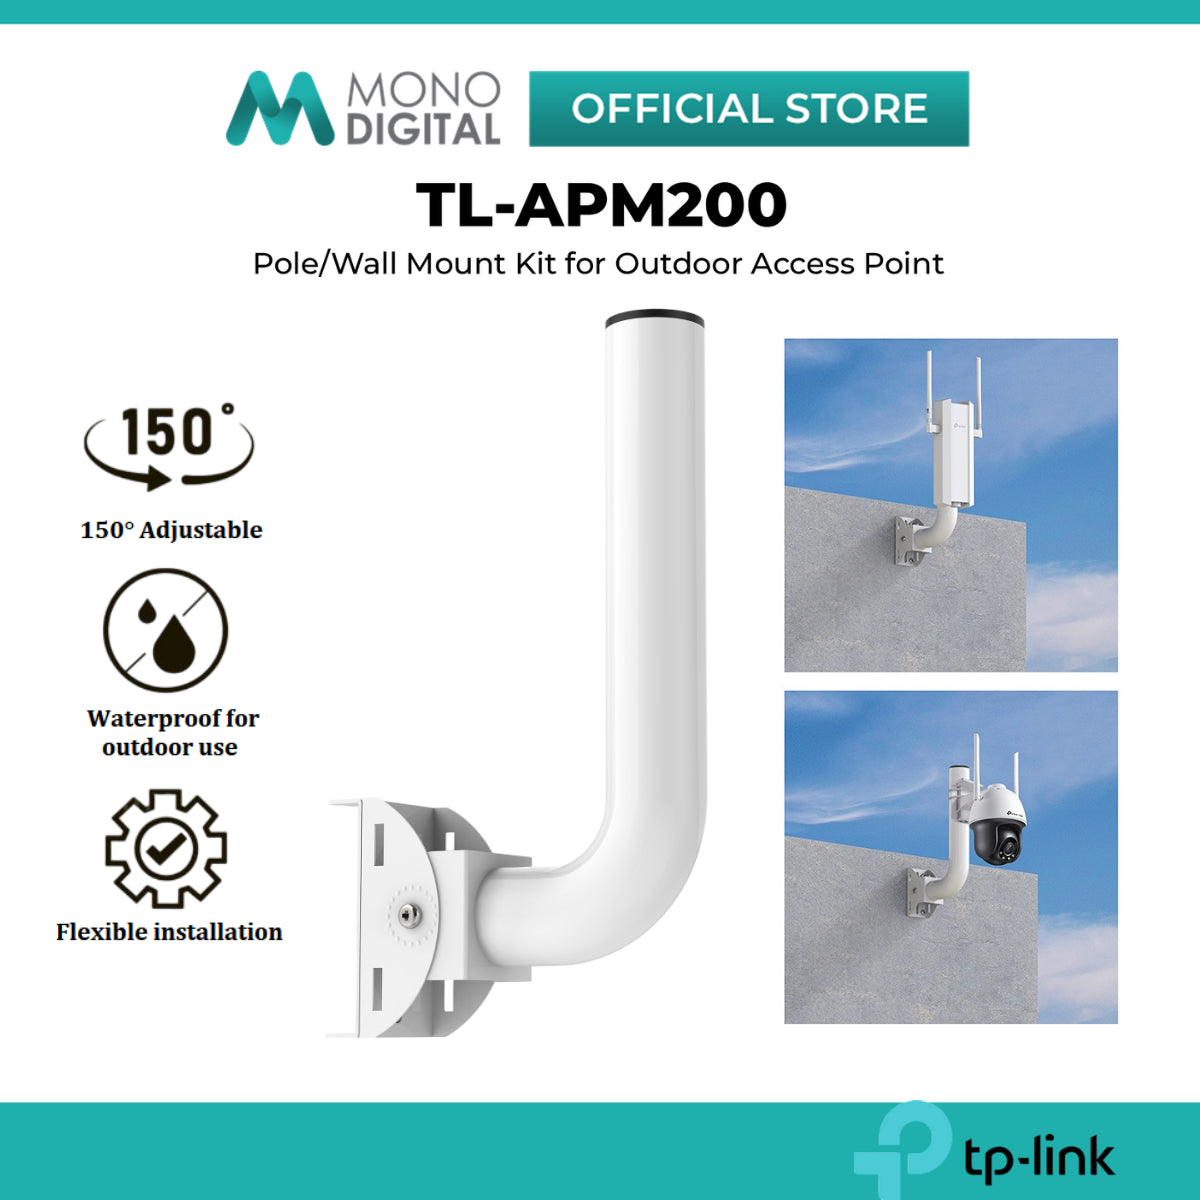 MONO
DIGITAL
OFFICIAL STORE
TL-APM200
Pole/Wall Mount Kit for Outdoor Access Point
150°
150° Adjustable
Waterproof for
outdoor use
Flexible installation
tp-link